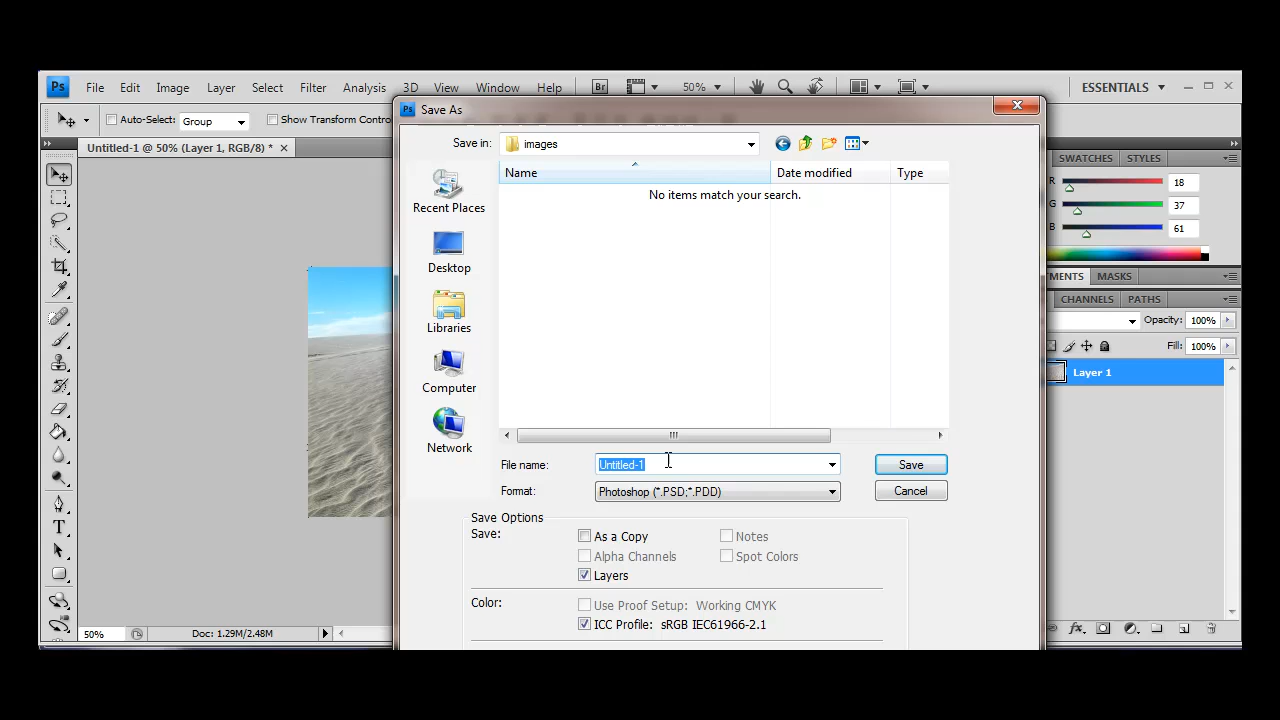 Ps File Edit Image Layer Select Filter Analysis 3D View Window Help Br 50% ESSENTIALS
Ps Save As
Auto-Select: Group Show Transform Contro
Save in: images
Untitled-1 @ 50% (Layer 1, RGB/8) *
SWATCHES STYLES
Name Date modified Type
No items match your search.
R 18
G 37
B 61
Recent Places
Desktop
Libraries
Computer
Network
MENTS MASKS
CHANNELS PATHS
Opacity: 100%
Fill: 100%
Layer 1
File name: Untitled-1 Save
Format: Photoshop (*.PSD;*.PDD) Cancel
Save Options
Save: As a Copy Notes
Alpha Channels Spot Colors
Layers
Color: Use Proof Setup: Working CMYK
ICC Profile: sRGB IEC61966-2.1
50% Doc: 1.29M/2.48M
fx
T